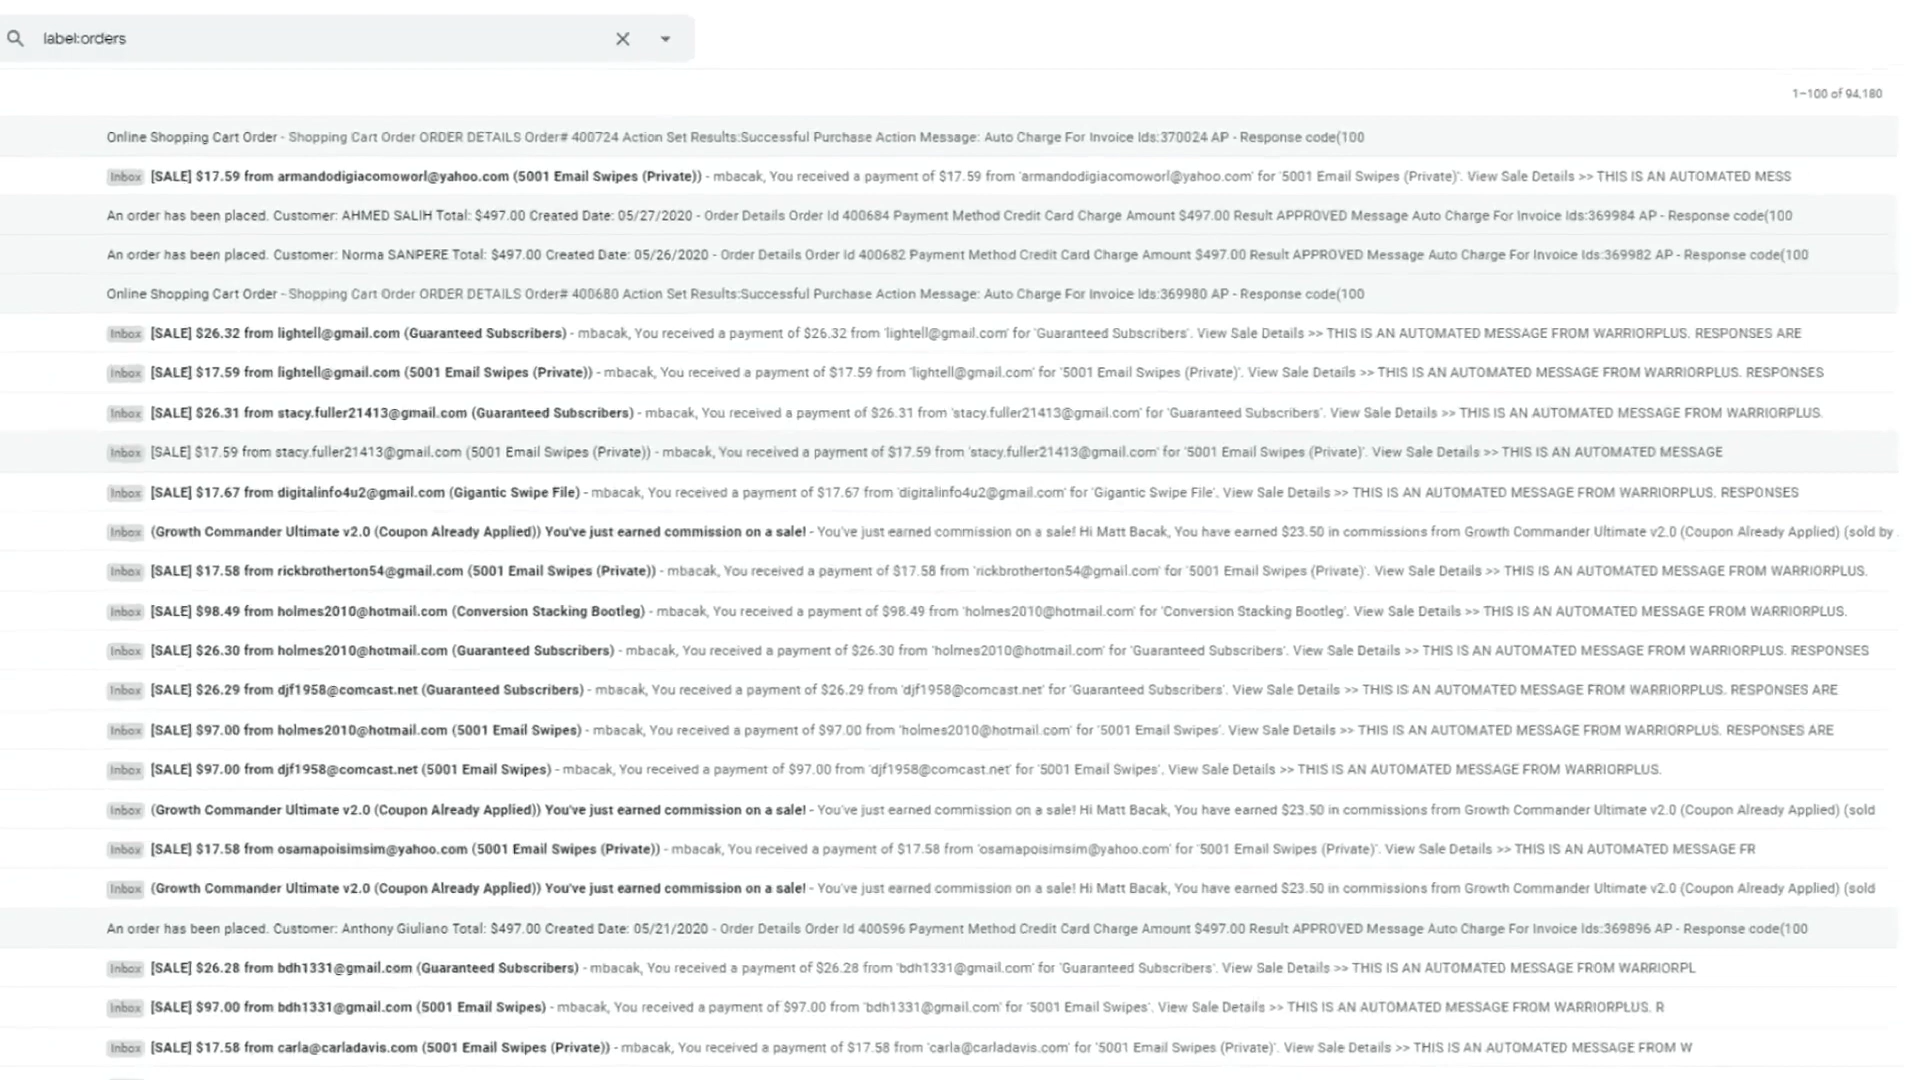 label:orders
1–100 of 94,180
Online Shopping Cart Order - Shopping Cart Order ORDER DETAILS Order# 400724 Action Set Results:Successful Purchase Action Message: Auto Charge For Invoice Ids:370024 AP - Response code(100
Inbox [SALE] $17.59 from armandodigiacomoworl@yahoo.com (5001 Email Swipes (Private)) - mbacak, You received a payment of $17.59 from 'armandodigiacomoworl@yahoo.com' for '5001 Email Swipes (Private)'. View Sale Details >> THIS IS AN AUTOMATED MESS
An order has been placed. Customer: AHMED SALIH Total: $497.00 Created Date: 05/27/2020 - Order Details Order Id 400684 Payment Method Credit Card Charge Amount $497.00 Result APPROVED Message Auto Charge For Invoice Ids:369984 AP - Response code(100
An order has been placed. Customer: Norma SANPERE Total: $497.00 Created Date: 05/26/2020 - Order Details Order Id 400682 Payment Method Credit Card Charge Amount $497.00 Result APPROVED Message Auto Charge For Invoice Ids:369982 AP - Response code(100
Online Shopping Cart Order - Shopping Cart Order ORDER DETAILS Order# 400680 Action Set Results:Successful Purchase Action Message: Auto Charge For Invoice Ids:369980 AP - Response code(100
Inbox [SALE] $26.32 from lightell@gmail.com (Guaranteed Subscribers) - mbacak, You received a payment of $26.32 from 'lightell@gmail.com' for 'Guaranteed Subscribers'. View Sale Details >> THIS IS AN AUTOMATED MESSAGE FROM WARRIORPLUS. RESPONSES ARE
Inbox [SALE] $17.59 from lightell@gmail.com (5001 Email Swipes (Private)) - mbacak, You received a payment of $17.59 from 'lightell@gmail.com' for '5001 Email Swipes (Private)'. View Sale Details >> THIS IS AN AUTOMATED MESSAGE FROM WARRIORPLUS. RESPONSES
Inbox [SALE] $26.31 from stacy.fuller21413@gmail.com (Guaranteed Subscribers) - mbacak, You received a payment of $26.31 from 'stacy.fuller21413@gmail.com' for 'Guaranteed Subscribers'. View Sale Details >> THIS IS AN AUTOMATED MESSAGE FROM WARRIORPLUS.
Inbox [SALE] $17.59 from stacy.fuller21413@gmail.com (5001 Email Swipes (Private)) - mbacak, You received a payment of $17.59 from 'stacy.fuller21413@gmail.com' for '5001 Email Swipes (Private)'. View Sale Details >> THIS IS AN AUTOMATED MESSAGE
Inbox [SALE] $17.67 from digitalinfo4u2@gmail.com (Gigantic Swipe File) - mbacak, You received a payment of $17.67 from 'digitalinfo4u2@gmail.com' for 'Gigantic Swipe File'. View Sale Details >> THIS IS AN AUTOMATED MESSAGE FROM WARRIORPLUS. RESPONSES
Inbox (Growth Commander Ultimate v2.0 (Coupon Already Applied)) You've just earned commission on a sale! - You've just earned commission on a sale! Hi Matt Bacak, You have earned $23.50 in commissions from Growth Commander Ultimate v2.0 (Coupon Already Applied) (sold by
Inbox [SALE] $17.58 from rickbrotherton54@gmail.com (5001 Email Swipes (Private)) - mbacak, You received a payment of $17.58 from 'rickbrotherton54@gmail.com' for '5001 Email Swipes (Private)'. View Sale Details >> THIS IS AN AUTOMATED MESSAGE FROM WARRIORPLUS.
Inbox [SALE] $98.49 from holmes2010@hotmail.com (Conversion Stacking Bootleg) - mbacak, You received a payment of $98.49 from 'holmes2010@hotmail.com' for 'Conversion Stacking Bootleg'. View Sale Details >> THIS IS AN AUTOMATED MESSAGE FROM WARRIORPLUS.
Inbox [SALE] $26.30 from holmes2010@hotmail.com (Guaranteed Subscribers) - mbacak, You received a payment of $26.30 from 'holmes2010@hotmail.com' for 'Guaranteed Subscribers'. View Sale Details >> THIS IS AN AUTOMATED MESSAGE FROM WARRIORPLUS. RESPONSES
Inbox [SALE] $26.29 from djf1958@comcast.net (Guaranteed Subscribers) - mbacak, You received a payment of $26.29 from 'djf1958@comcast.net' for 'Guaranteed Subscribers'. View Sale Details >> THIS IS AN AUTOMATED MESSAGE FROM WARRIORPLUS. RESPONSES ARE
Inbox [SALE] $97.00 from holmes2010@hotmail.com (5001 Email Swipes) - mbacak, You received a payment of $97.00 from 'holmes2010@hotmail.com' for '5001 Email Swipes'. View Sale Details >> THIS IS AN AUTOMATED MESSAGE FROM WARRIORPLUS. RESPONSES ARE
Inbox [SALE] $97.00 from djf1958@comcast.net (5001 Email Swipes) - mbacak, You received a payment of $97.00 from 'djf1958@comcast.net' for '5001 Email Swipes'. View Sale Details >> THIS IS AN AUTOMATED MESSAGE FROM WARRIORPLUS.
Inbox (Growth Commander Ultimate v2.0 (Coupon Already Applied)) You've just earned commission on a sale! - You've just earned commission on a sale! Hi Matt Bacak, You have earned $23.50 in commissions from Growth Commander Ultimate v2.0 (Coupon Already Applied) (sold
Inbox [SALE] $17.58 from osamapoisimsim@yahoo.com (5001 Email Swipes (Private)) - mbacak, You received a payment of $17.58 from 'osamapoisimsim@yahoo.com' for '5001 Email Swipes (Private)'. View Sale Details >> THIS IS AN AUTOMATED MESSAGE FR
Inbox (Growth Commander Ultimate v2.0 (Coupon Already Applied)) You've just earned commission on a sale! - You've just earned commission on a sale! Hi Matt Bacak, You have earned $23.50 in commissions from Growth Commander Ultimate v2.0 (Coupon Already Applied) (sold
An order has been placed. Customer: Anthony Giuliano Total: $497.00 Created Date: 05/21/2020 - Order Details Order Id 400596 Payment Method Credit Card Charge Amount $497.00 Result APPROVED Message Auto Charge For Invoice Ids:369896 AP - Response code(100
Inbox [SALE] $26.28 from bdh1331@gmail.com (Guaranteed Subscribers) - mbacak, You received a payment of $26.28 from 'bdh1331@gmail.com' for 'Guaranteed Subscribers'. View Sale Details >> THIS IS AN AUTOMATED MESSAGE FROM WARRIORPL
Inbox [SALE] $97.00 from bdh1331@gmail.com (5001 Email Swipes) - mbacak, You received a payment of $97.00 from 'bdh1331@gmail.com' for '5001 Email Swipes'. View Sale Details >> THIS IS AN AUTOMATED MESSAGE FROM WARRIORPLUS. R
Inbox [SALE] $17.58 from carla@carladavis.com (5001 Email Swipes (Private)) - mbacak, You received a payment of $17.58 from 'carla@carladavis.com' for '5001 Email Swipes (Private)'. View Sale Details >> THIS IS AN AUTOMATED MESSAGE FROM W